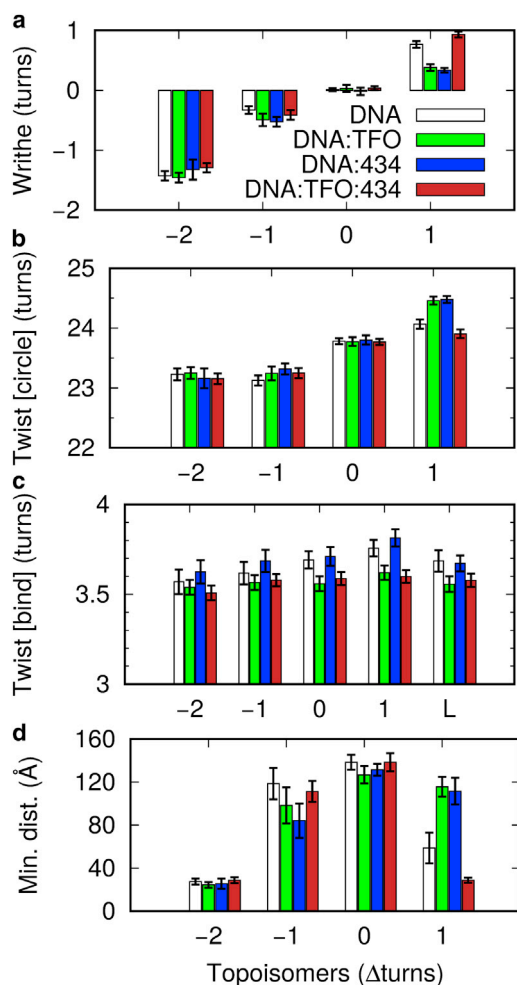 a
Writhe (turns)
1
0
−1
−2
DNA
DNA:TFO
DNA:434
DNA:TFO:434
−2 −1 0 1
b
Twist [circle] (turns)
25
24
23
22
−2 −1 0 1
c
Twist [bind] (turns)
4
3.5
3
−2 −1 0 1 L
d
Min. dist. (Å)
160
120
80
40
0
−2 −1 0 1
Topoisomers (Δturns)